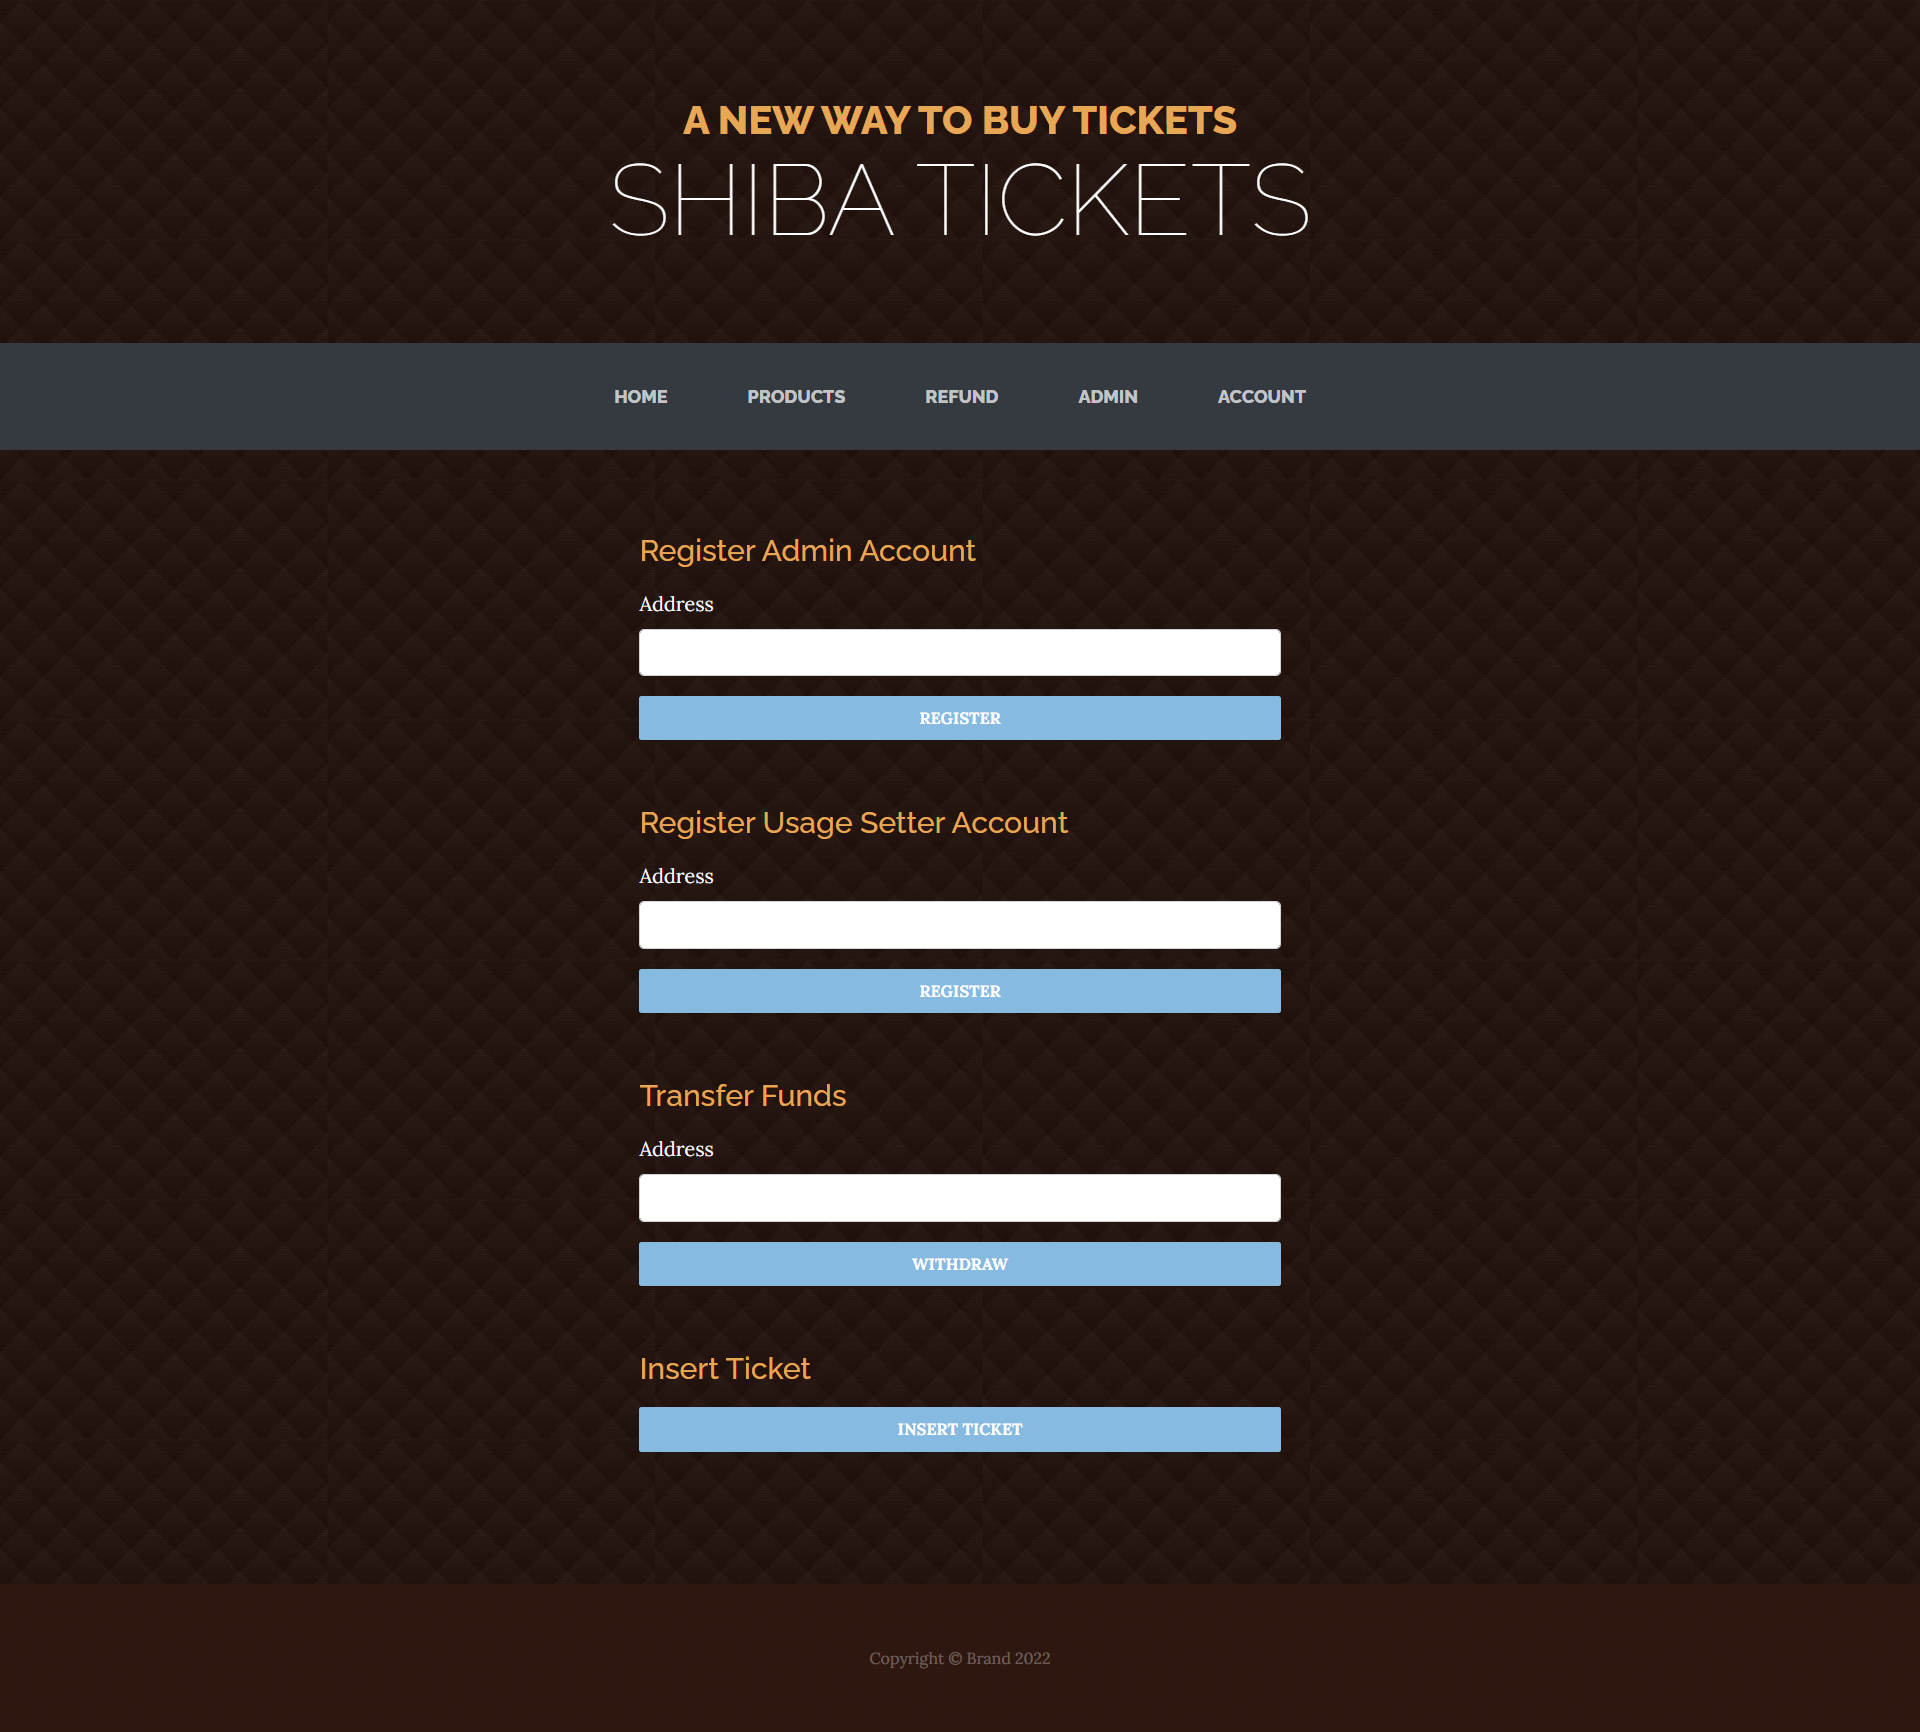 A NEW WAY TO BUY TICKETS
SHIBA TICKETS
HOME PRODUCTS REFUND ADMIN ACCOUNT
Register Admin Account
Address
REGISTER
Register Usage Setter Account
Address
REGISTER
Transfer Funds
Address
WITHDRAW
Insert Ticket
INSERT TICKET
Copyright © Brand 2022